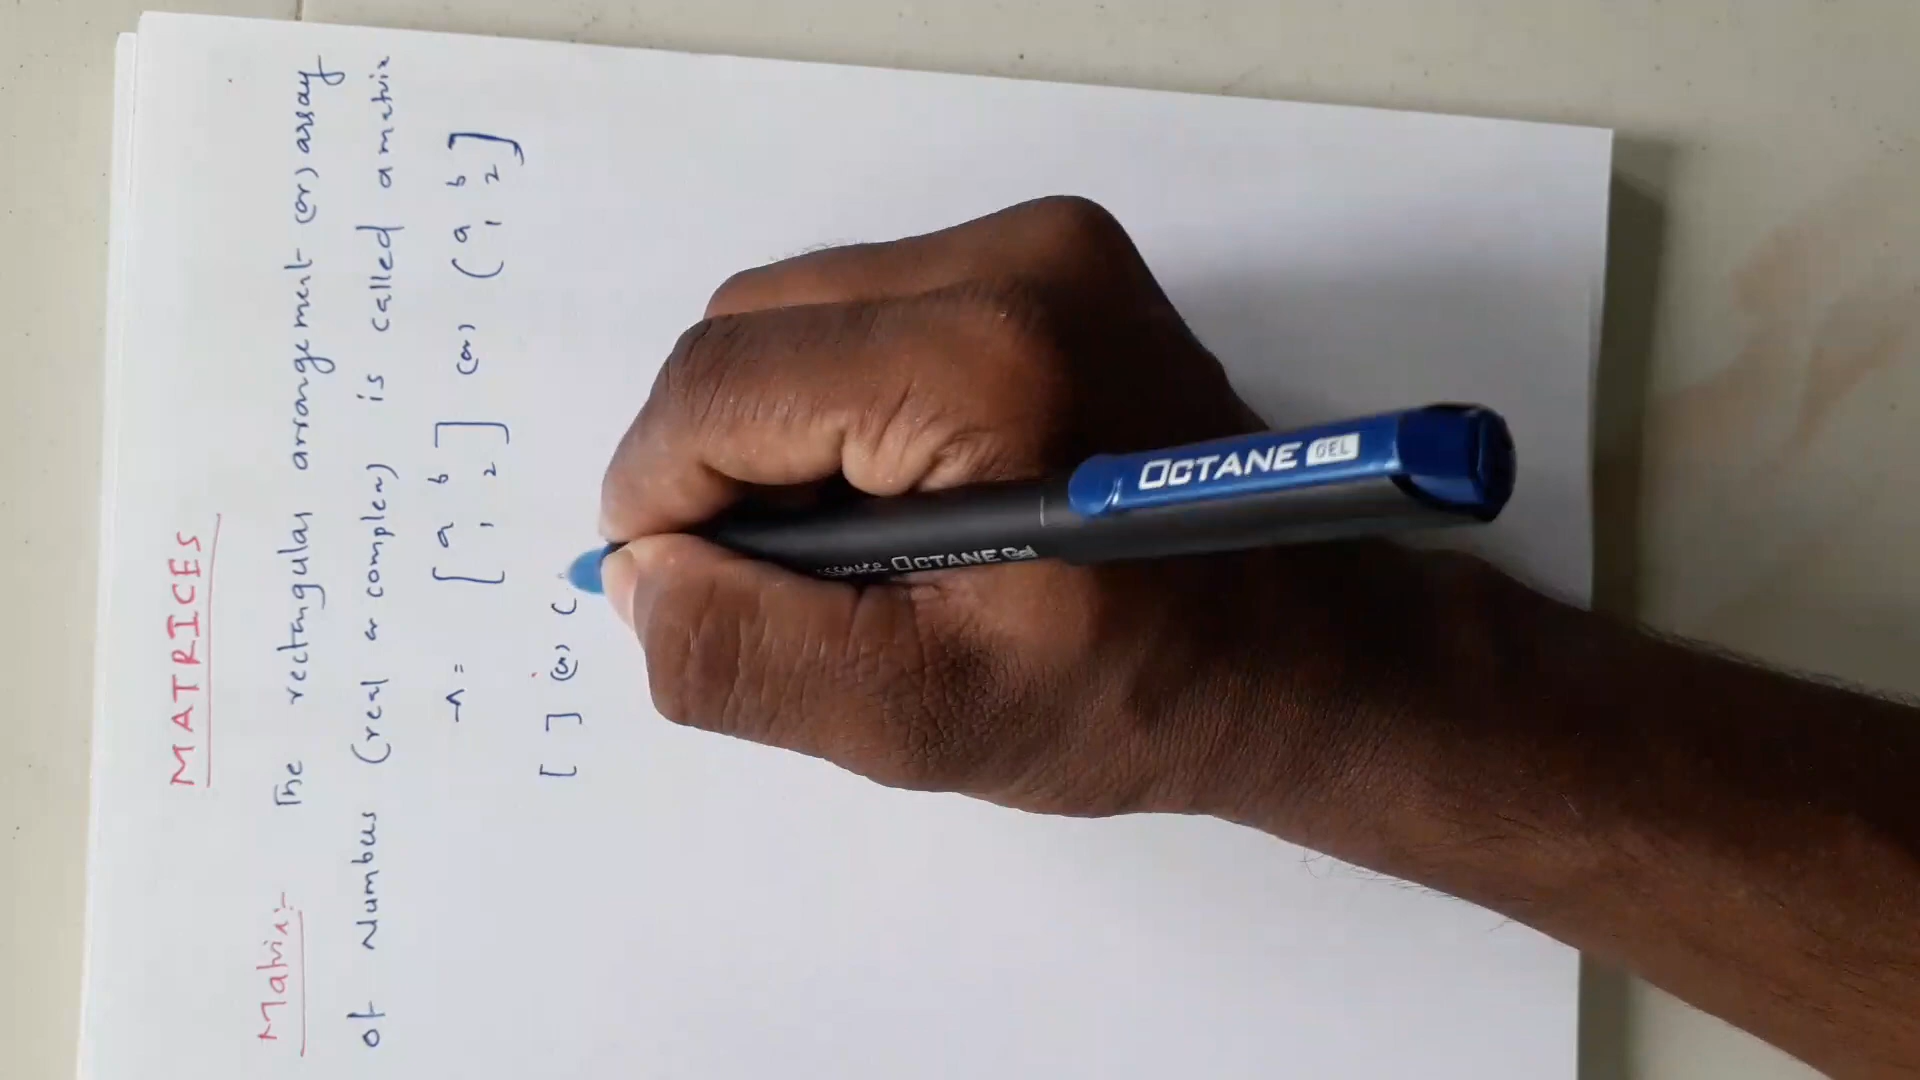 MATRICES
Matrix:- The rectangular arrangement (or) array
of Numbers (real or complex) is called a matrix
A = [ a b (or) ( a b
1 2 ] 1 2 ]
[ ] (or) (
OCTANE GEL
OCTANE Gel